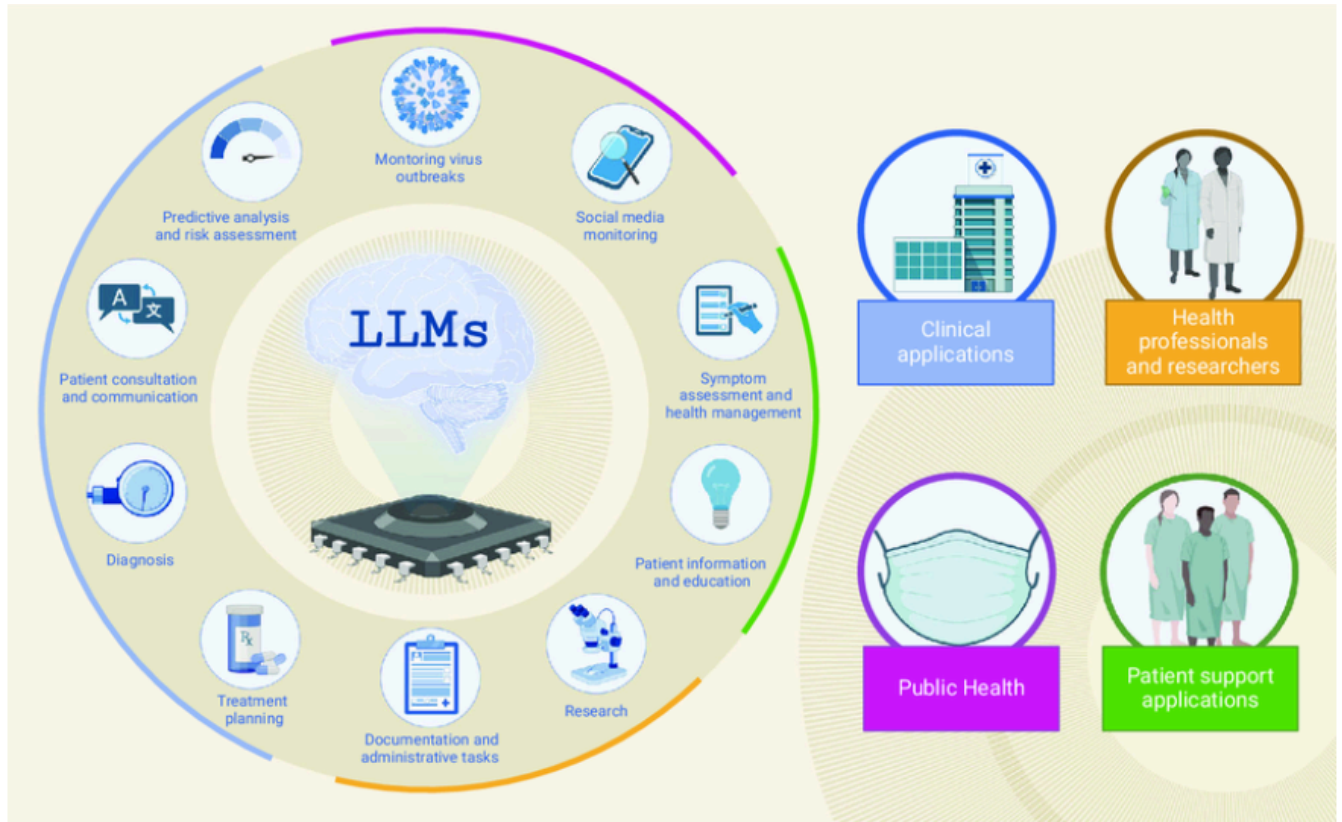 Montoring virus
outbreaks
Social media
monitoring
Predictive analysis
and risk assessment
Symptom
assessment and
health management
A
文
Patient consultation
and communication
LLMs
Patient information
and education
Diagnosis
Rx
Treatment
planning
Documentation and
administrative tasks
Research
Clinical
applications
Health
professionals
and researchers
Public Health
Patient support
applications